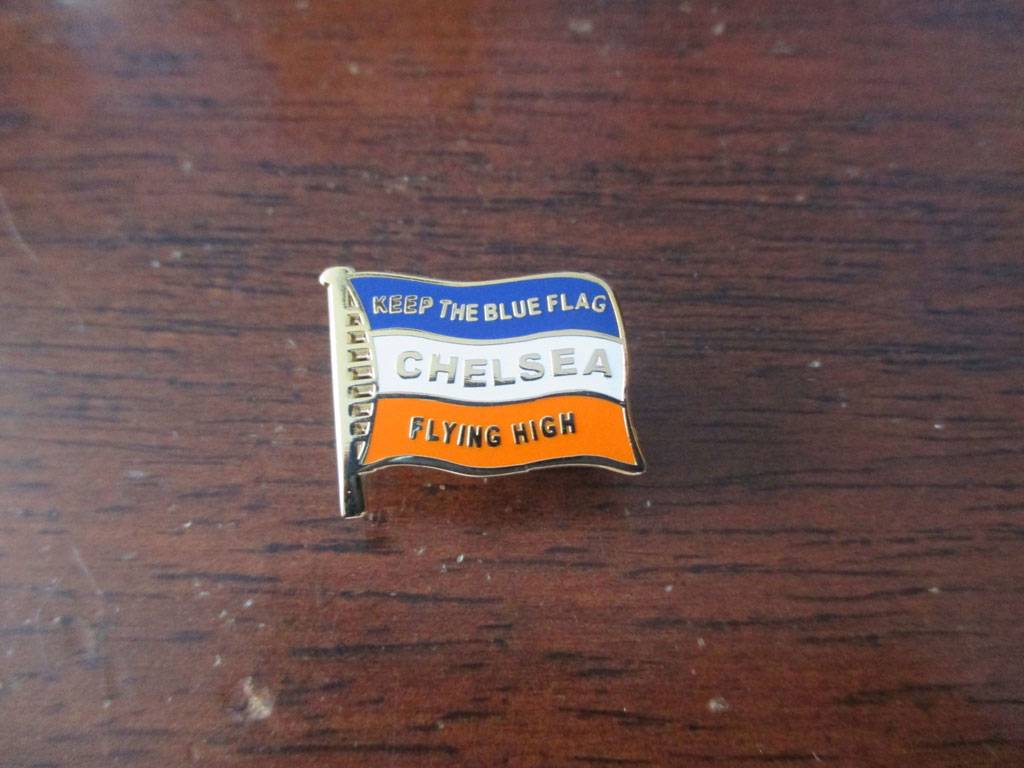 KEEP THE BLUE FLAG
CHELSEA
FLYING HIGH